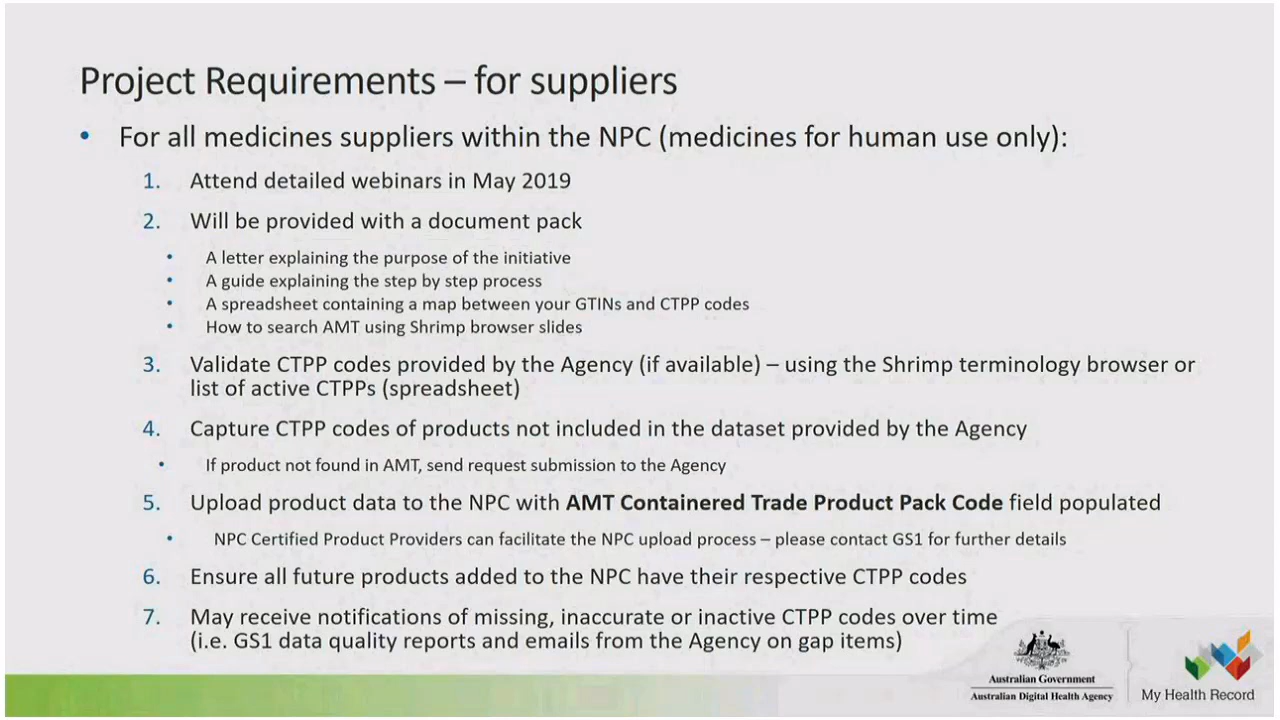 Project Requirements – for suppliers
• For all medicines suppliers within the NPC (medicines for human use only):
1. Attend detailed webinars in May 2019
2. Will be provided with a document pack
• A letter explaining the purpose of the initiative
• A guide explaining the step by step process
• A spreadsheet containing a map between your GTINs and CTPP codes
• How to search AMT using Shrimp browser slides
3. Validate CTPP codes provided by the Agency (if available) – using the Shrimp terminology browser or
list of active CTPPs (spreadsheet)
4. Capture CTPP codes of products not included in the dataset provided by the Agency
• If product not found in AMT, send request submission to the Agency
5. Upload product data to the NPC with AMT Containered Trade Product Pack Code field populated
• NPC Certified Product Providers can facilitate the NPC upload process – please contact GS1 for further details
6. Ensure all future products added to the NPC have their respective CTPP codes
7. May receive notifications of missing, inaccurate or inactive CTPP codes over time
(i.e. GS1 data quality reports and emails from the Agency on gap items)
Australian Government
Australian Digital Health Agency
My Health Record